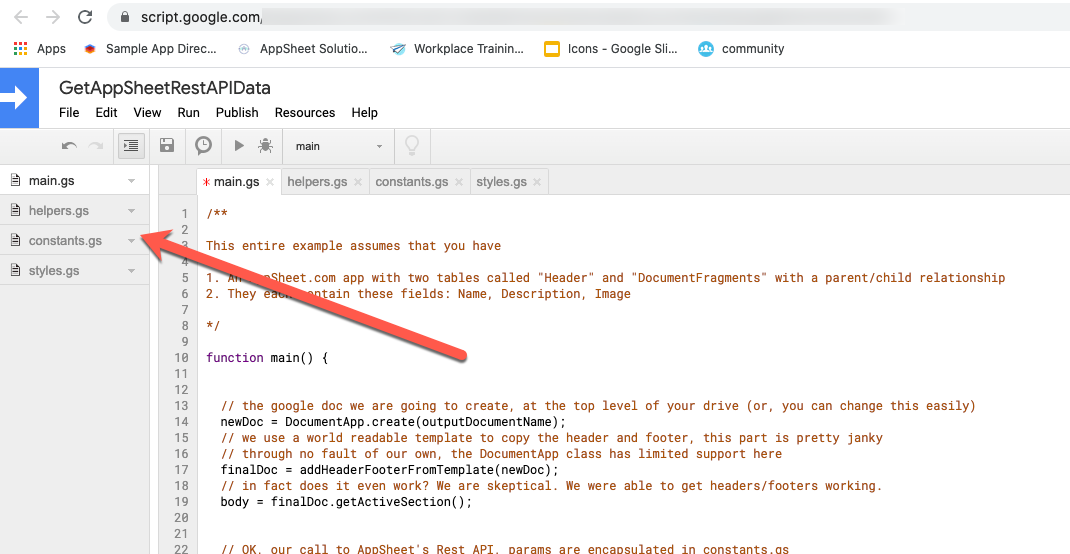 script.google.com/
Apps Sample App Direc... AppSheet Solutio... Workplace Trainin... Icons - Google Sli... community
GetAppSheetRestAPIData
File Edit View Run Publish Resources Help
main
main.gs
helpers.gs
constants.gs
styles.gs
* main.gs × helpers.gs × constants.gs × styles.gs ×
1 /**
2
3 This entire example assumes that you have
4
5 1. An AppSheet.com app with two tables called "Header" and "DocumentFragments" with a parent/child relationship
6 2. They each contain these fields: Name, Description, Image
7
8 */
9
10 function main() {
11
12
13 // the google doc we are going to create, at the top level of your drive (or, you can change this easily)
14 newDoc = DocumentApp.create(outputDocumentName);
15 // we use a world readable template to copy the header and footer, this part is pretty janky
16 // through no fault of our own, the DocumentApp class has limited support here
17 finalDoc = addHeaderFooterFromTemplate(newDoc);
18 // in fact does it even work? We are skeptical. We were able to get headers/footers working.
19 body = finalDoc.getActiveSection();
20
21
22 // OK, our call to AppSheet's Rest API, params are encapsulated in constants.gs